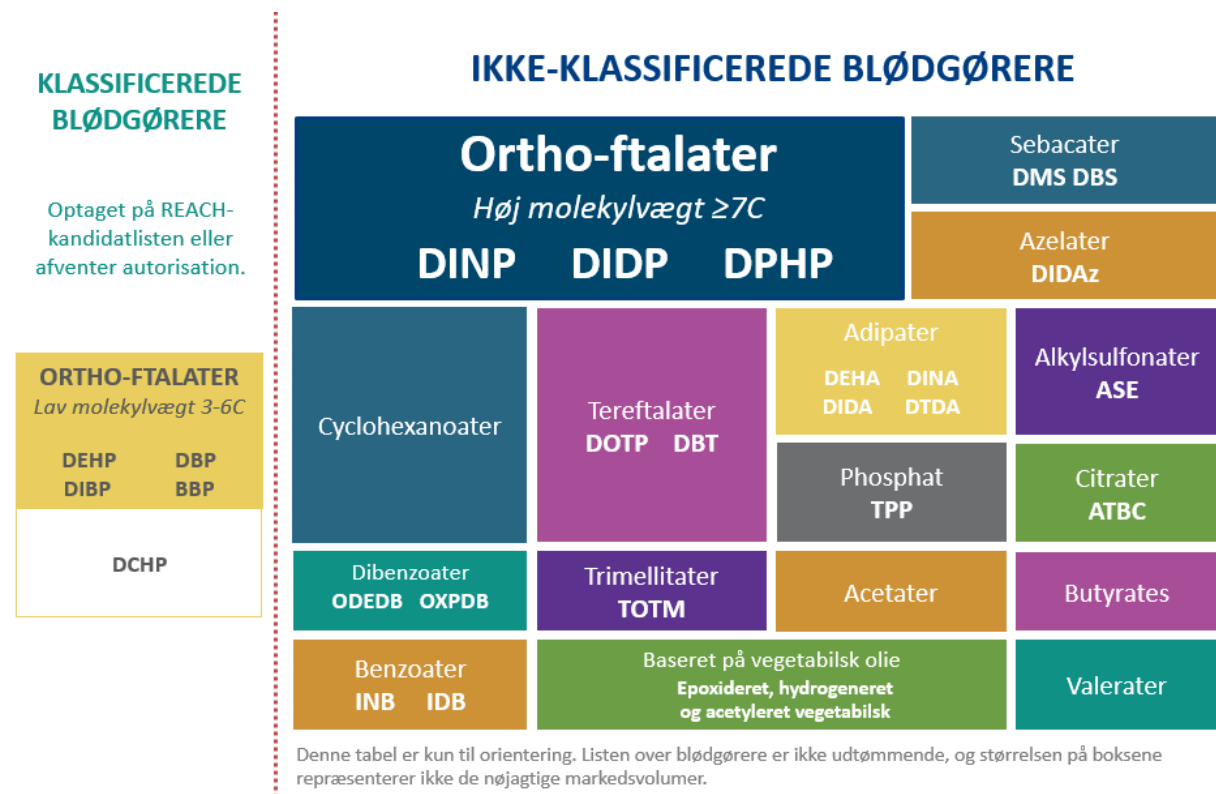 KLASSIFICEREDE
BLØDGØRERE
Optaget på REACH-
kandidatlisten eller
afventer autorisation.
ORTHO-FTALATER
Lav molekylvægt 3-6C
DEHP DBP
DIBP BBP
DCHP
IKKE-KLASSIFICEREDE BLØDGØRERE
Ortho-ftalater
Høj molekylvægt ≥7C
DINP DIDP DPHP
Sebacater
DMS DBS
Azelater
DIDAz
Cyclohexanoater
Tereftalater
DOTP DBT
Adipater
DEHA DINA
DIDA DTDA
Alkylsulfonater
ASE
Phosphat
TPP
Citrater
ATBC
Dibenzoater
ODEDB OXPDB
Trimellitater
TOTM
Acetater
Butyrates
Benzoater
INB IDB
Baseret på vegetabilsk olie
Epoxideret, hydrogeneret
og acetyleret vegetabilsk
Valerater
Denne tabel er kun til orientering. Listen over blødgørere er ikke udtømmende, og størrelsen på boksene
repræsenterer ikke de nøjagtige markedsvolumer.